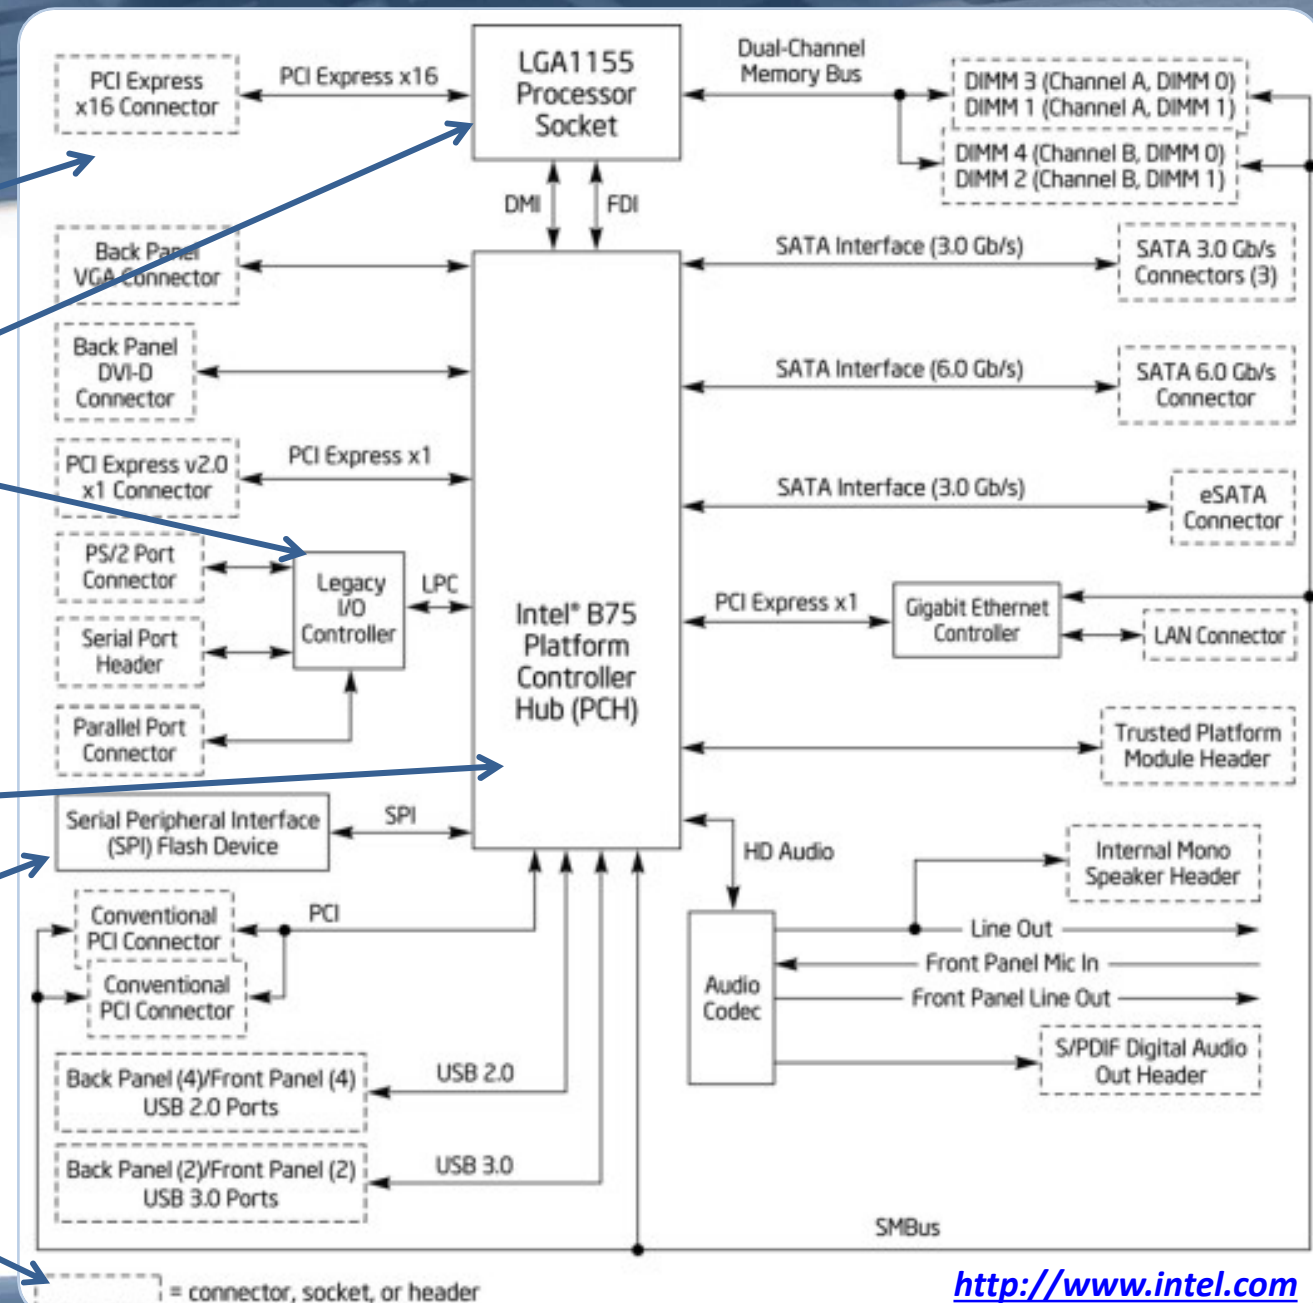 PCI Express
x16 Connector
PCI Express x16
LGA1155
Processor
Socket
Dual-Channel
Memory Bus
DIMM 3 (Channel A, DIMM 0)
DIMM 1 (Channel A, DIMM 1)
DIMM 4 (Channel B, DIMM 0)
DIMM 2 (Channel B, DIMM 1)
DMI
FDI
Back Panel
VGA Connector
SATA Interface (3.0 Gb/s)
SATA 3.0 Gb/s
Connectors (3)
Back Panel
DVI-D
Connector
SATA Interface (6.0 Gb/s)
SATA 6.0 Gb/s
Connector
PCI Express v2.0
x1 Connector
PCI Express x1
SATA Interface (3.0 Gb/s)
eSATA
Connector
PS/2 Port
Connector
Serial Port
Header
Parallel Port
Connector
Legacy
I/O
Controller
LPC
Intel® B75
Platform
Controller
Hub (PCH)
PCI Express x1
Gigabit Ethernet
Controller
LAN Connector
Trusted Platform
Module Header
Serial Peripheral Interface
(SPI) Flash Device
SPI
HD Audio
Internal Mono
Speaker Header
Conventional
PCI Connector
PCI
Conventional
PCI Connector
Audio
Codec
Line Out
Front Panel Mic In
Front Panel Line Out
S/PDIF Digital Audio
Out Header
Back Panel (4)/Front Panel (4)
USB 2.0 Ports
USB 2.0
Back Panel (2)/Front Panel (2)
USB 3.0 Ports
USB 3.0
SMBus
= connector, socket, or header
http://www.intel.com